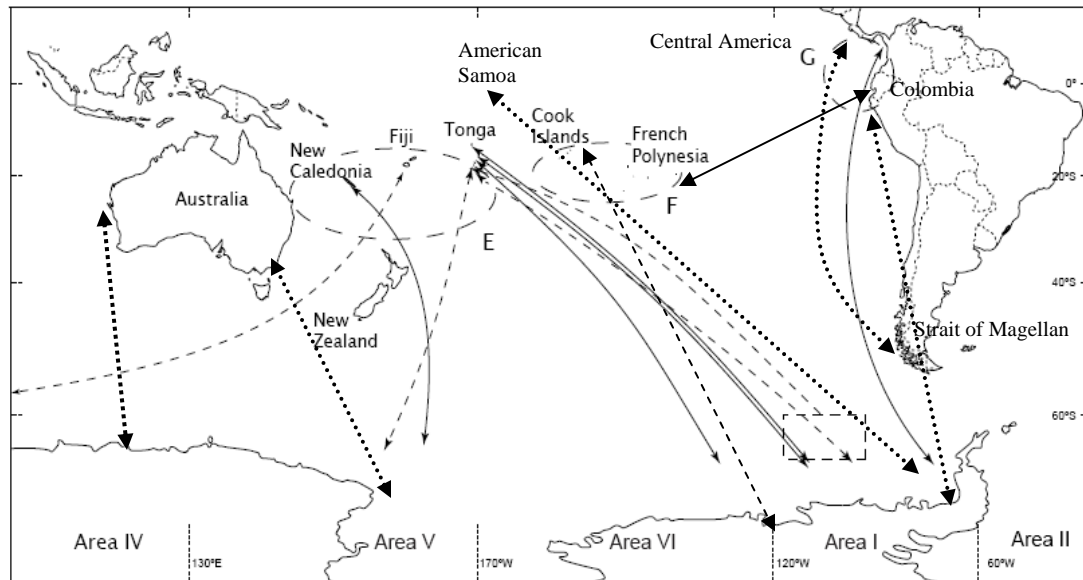 American
Samoa
Central America
G
0°
Colombia
Cook
Islands
French
Polynesia
Tonga
Fiji
New
Caledonia
20°S
Australia
F
E
40°S
New
Zealand
Strait of Magellan
60°S
Area IV
Area V
Area VI
Area I
Area II
130°E
170°W
120°W
60°W